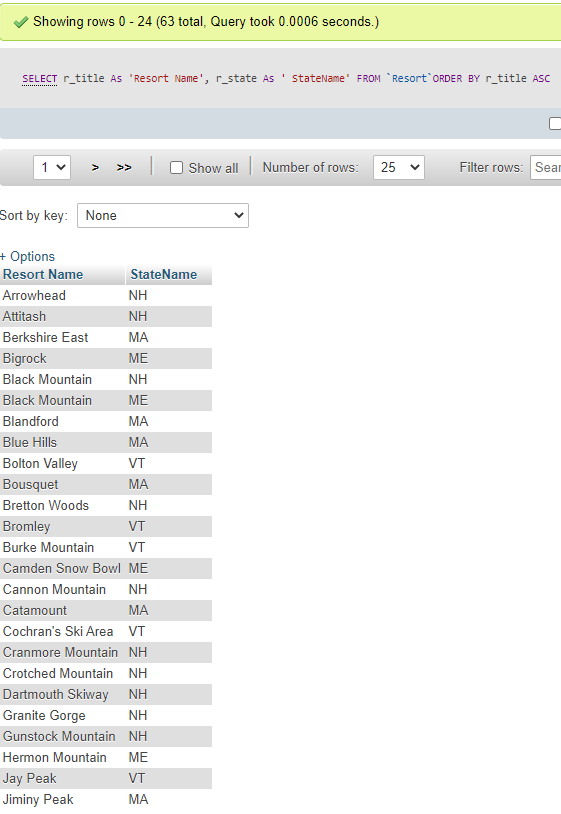 Showing rows 0 - 24 (63 total, Query took 0.0006 seconds.)
SELECT r_title As 'Resort Name', r_state As ' StateName' FROM `Resort`ORDER BY r_title ASC
1 > >> Show all Number of rows: 25 Filter rows: Sear
Sort by key: None
+ Options
Resort Name StateName
Arrowhead NH
Attitash NH
Berkshire East MA
Bigrock ME
Black Mountain NH
Black Mountain ME
Blandford MA
Blue Hills MA
Bolton Valley VT
Bousquet MA
Bretton Woods NH
Bromley VT
Burke Mountain VT
Camden Snow Bowl ME
Cannon Mountain NH
Catamount MA
Cochran's Ski Area VT
Cranmore Mountain NH
Crotched Mountain NH
Dartmouth Skiway NH
Granite Gorge NH
Gunstock Mountain NH
Hermon Mountain ME
Jay Peak VT
Jiminy Peak MA